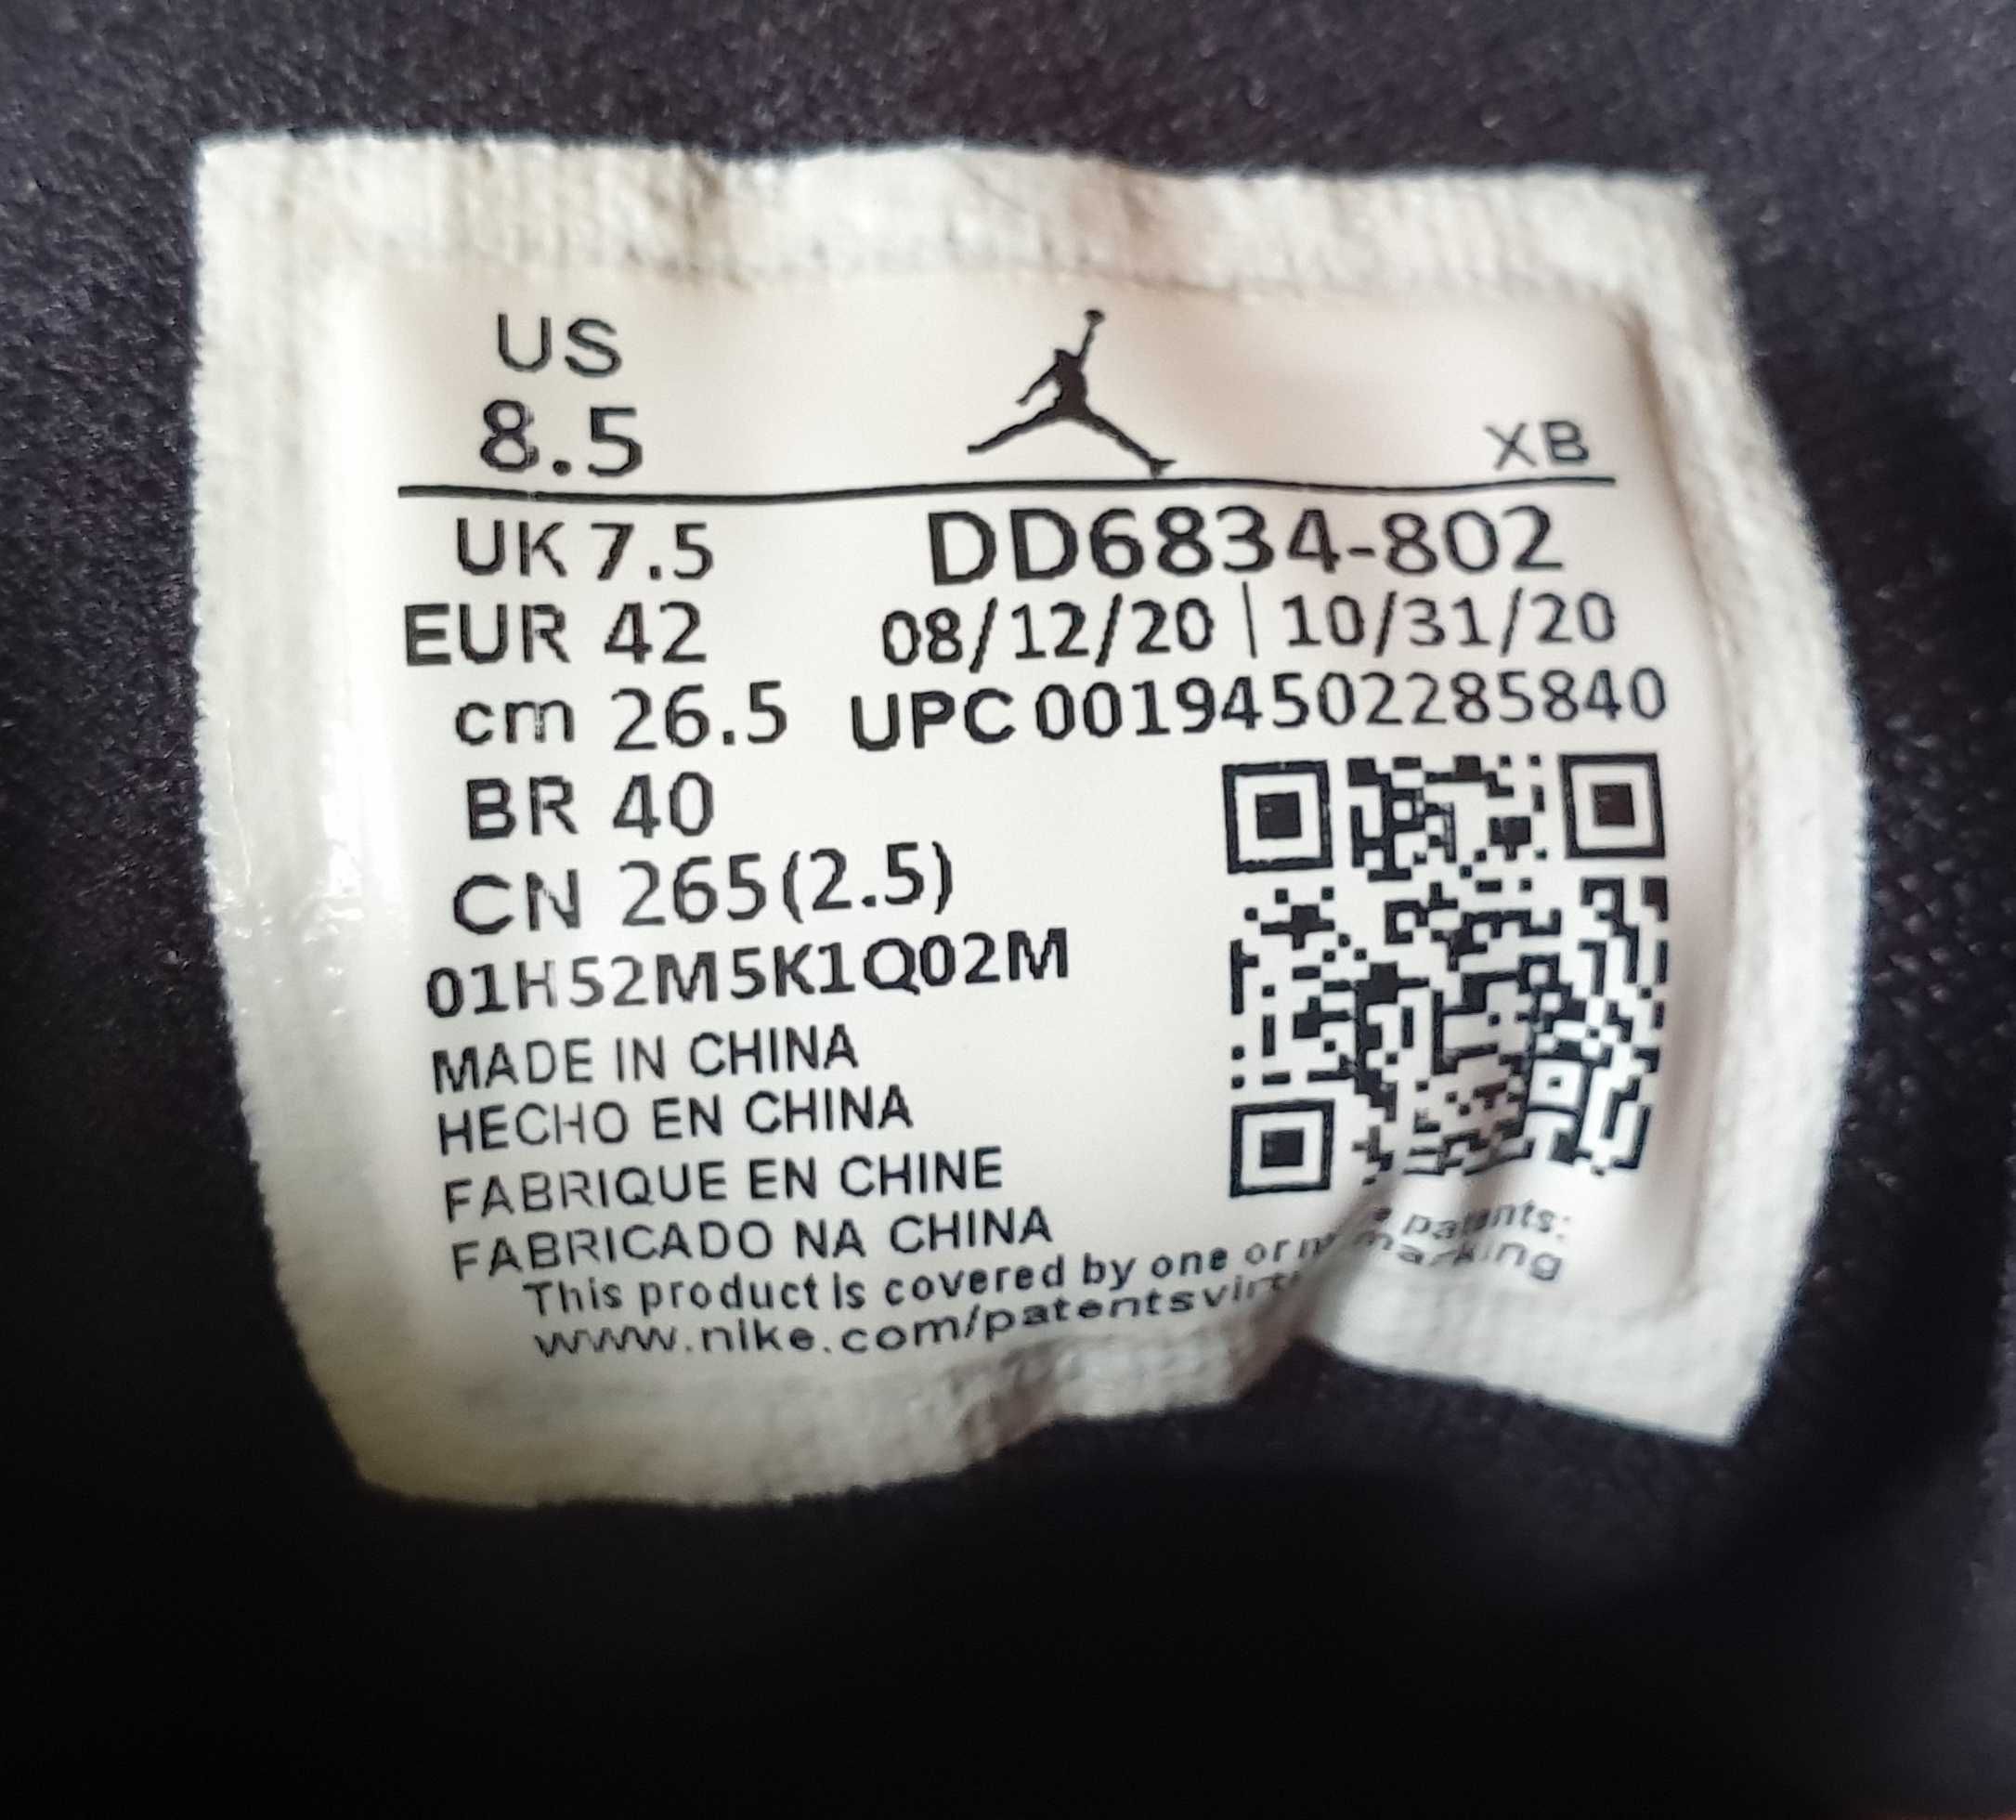 US
8.5
XB
UK 7.5
DD6834-802
EUR 42
08/12/20 | 10/31/20
cm 26.5
UPC 00194502285840
BR 40
CN 265(2.5)
01H52M5K1Q02M
MADE IN CHINA
HECHO EN CHINA
FABRIQUE EN CHINE
FABRICADO NA CHINA
This product is covered by one or patents:
www.nike.com/patentsvirt marking